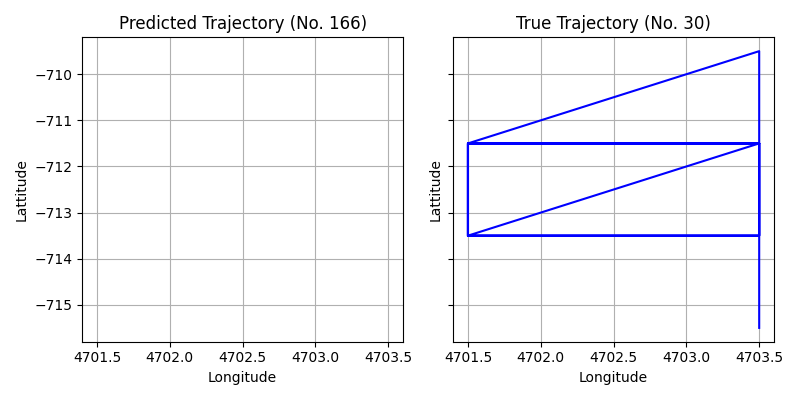 Predicted Trajectory (No. 166)
True Trajectory (No. 30)
Lattitude
−710
−711
−712
−713
−714
−715
4701.5 4702.0 4702.5 4703.0 4703.5
Longitude
Lattitude
4701.5 4702.0 4702.5 4703.0 4703.5
Longitude